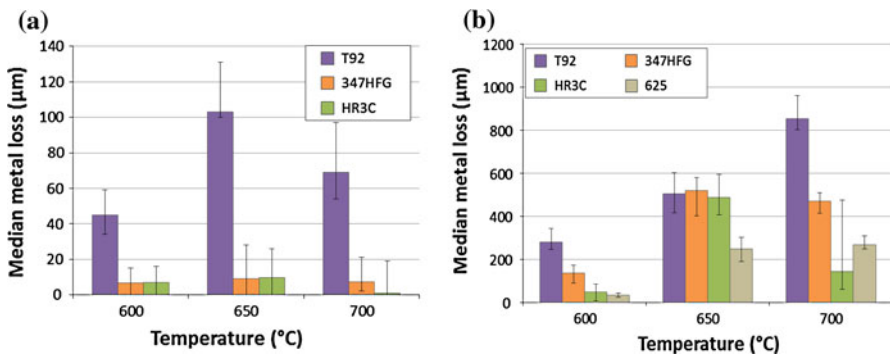 (a)
Median metal loss (µm)
140
120
100
80
60
40
20
0
T92
347HFG
HR3C
600
650
700
Temperature (°C)
(b)
Median metal loss (µm)
1200
1000
800
600
400
200
0
T92
347HFG
HR3C
625
600
650
700
Temperature (°C)